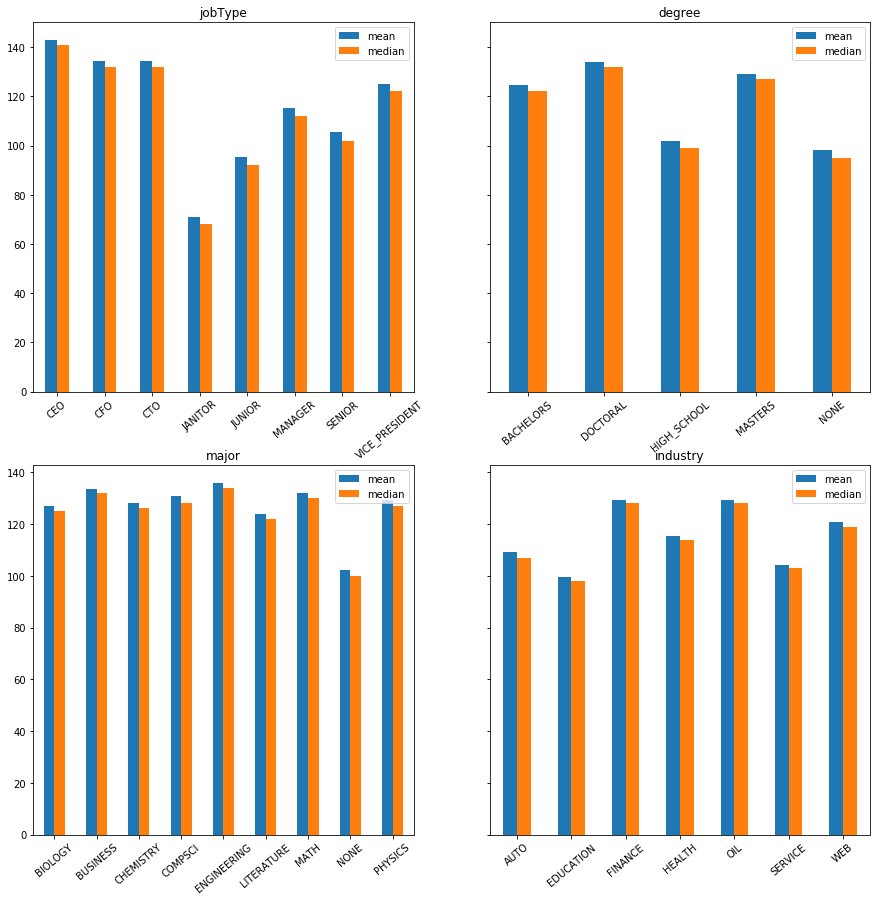 jobType
mean
median
140
120
100
80
60
40
20
0
CEO
CFO
CTO
JANITOR
JUNIOR
MANAGER
SENIOR
VICE_PRESIDENT
degree
mean
median
BACHELORS
DOCTORAL
HIGH_SCHOOL
MASTERS
NONE
major
mean
median
140
120
100
80
60
40
20
0
BIOLOGY
BUSINESS
CHEMISTRY
COMPSCI
ENGINEERING
LITERATURE
MATH
NONE
PHYSICS
industry
mean
median
AUTO
EDUCATION
FINANCE
HEALTH
OIL
SERVICE
WEB